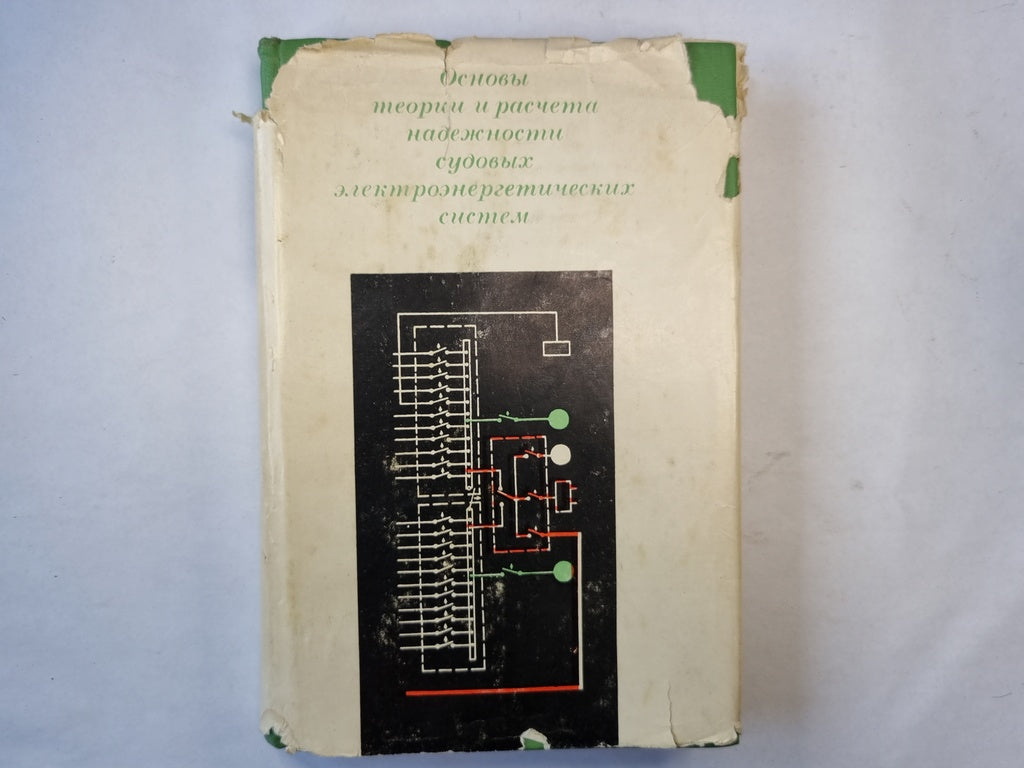 Основы
теории и расчета
надежности
судовых
электроэнергетических
систем